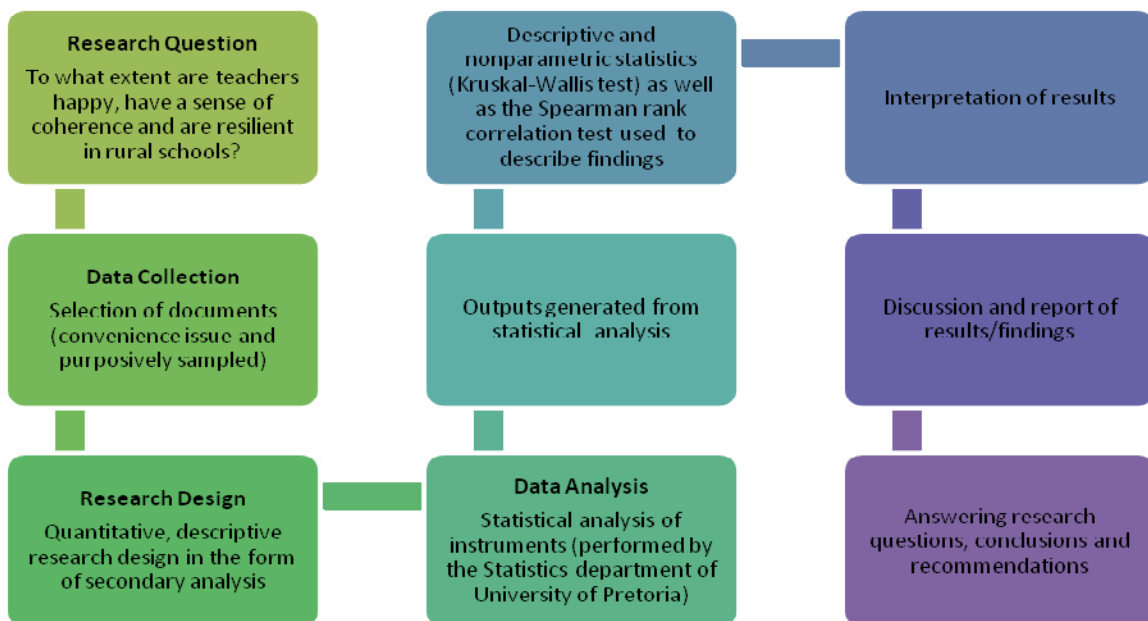 Research Question
To what extent are teachers
happy, have a sense of
coherence and are resilient
in rural schools?
Data Collection
Selection of documents
(convenience issue and
purposively sampled)
Research Design
Quantitative, descriptive
research design in the form
of secondary analysis
Data Analysis
Statistical analysis of
instruments (performed by
the Statistics department of
University of Pretoria)
Outputs generated from
statistical analysis
Descriptive and
nonparametric statistics
(Kruskal-Wallis test) as well
as the Spearman rank
correlation test used to
describe findings
Interpretation of results
Discussion and report of
results/findings
Answering research
questions, conclusions and
recommendations